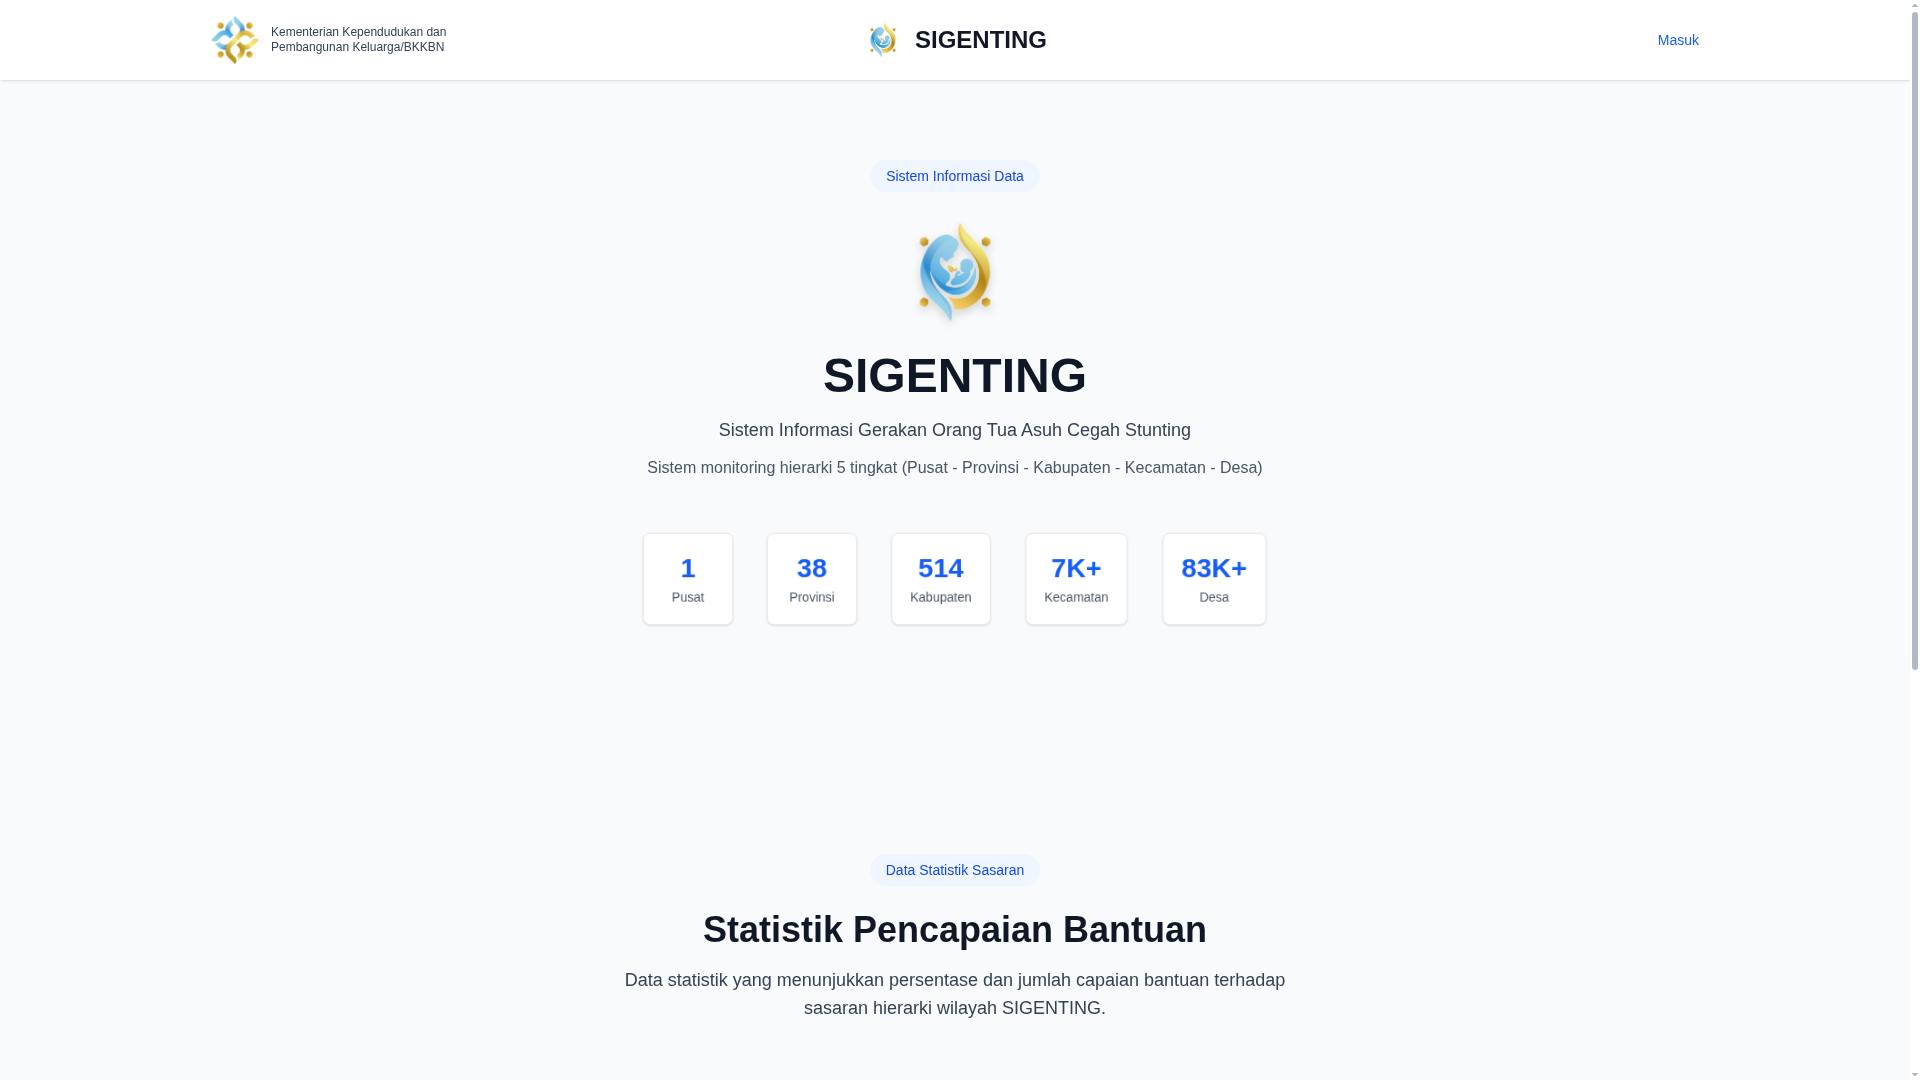 Kementerian Kependudukan dan
Pembangunan Keluarga/BKKBN
SIGENTING
Masuk
Sistem Informasi Data
SIGENTING
Sistem Informasi Gerakan Orang Tua Asuh Cegah Stunting
Sistem monitoring hierarki 5 tingkat (Pusat - Provinsi - Kabupaten - Kecamatan - Desa)
1
Pusat
38
Provinsi
514
Kabupaten
7K+
Kecamatan
83K+
Desa
Data Statistik Sasaran
Statistik Pencapaian Bantuan
Data statistik yang menunjukkan persentase dan jumlah capaian bantuan terhadap
sasaran hierarki wilayah SIGENTING.